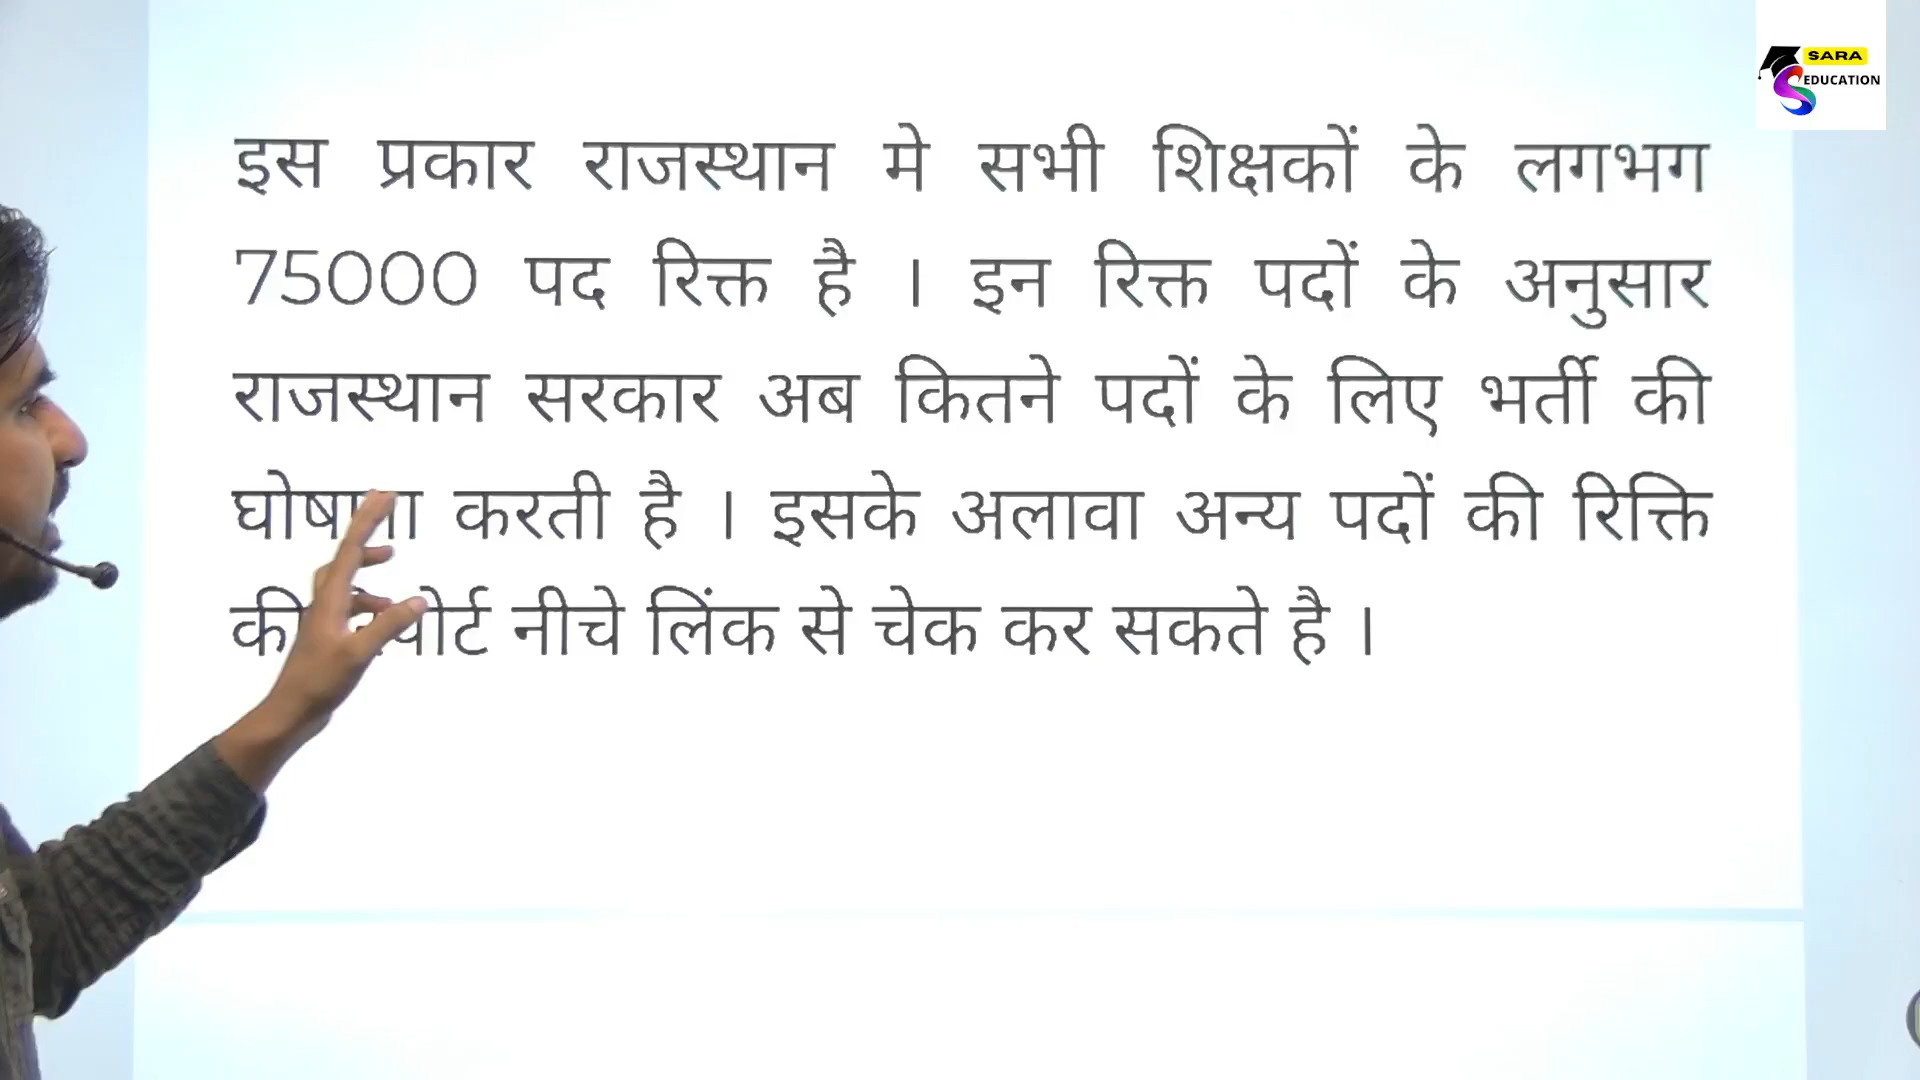 SARA
EDUCATION
इस प्रकार राजस्थान मे सभी शिक्षकों के लगभग
75000 पद रिक्त है । इन रिक्त पदों के अनुसार
राजस्थान सरकार अब कितने पदों के लिए भर्ती की
घोषणा करती है । इसके अलावा अन्य पदों की रिक्ति
की नीचे लिंक से चेक कर सकते है ।